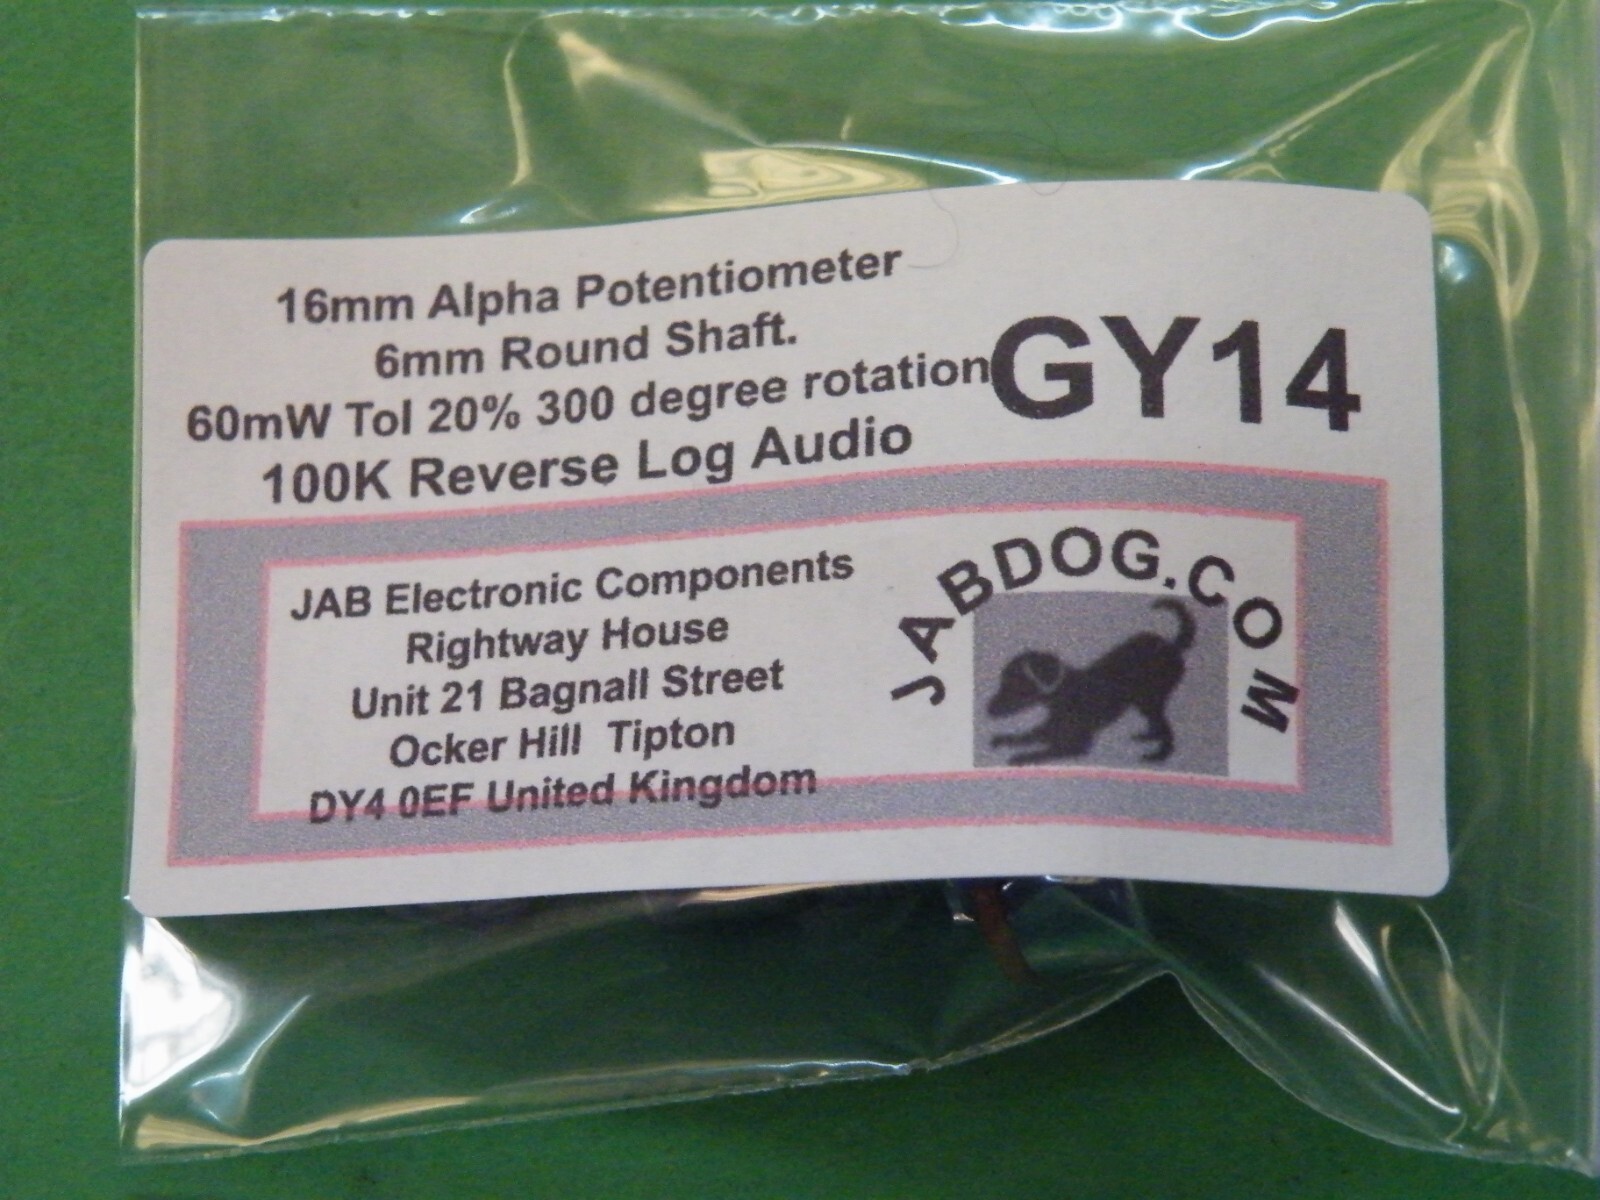 16mm Alpha Potentiometer
6mm Round Shaft.
60mW Tol 20% 300 degree rotation
100K Reverse Log Audio
GY14
JAB Electronic Components
Rightway House
Unit 21 Bagnall Street
Ocker Hill  Tipton
DY4 0EF United Kingdom
JABDOG.COM